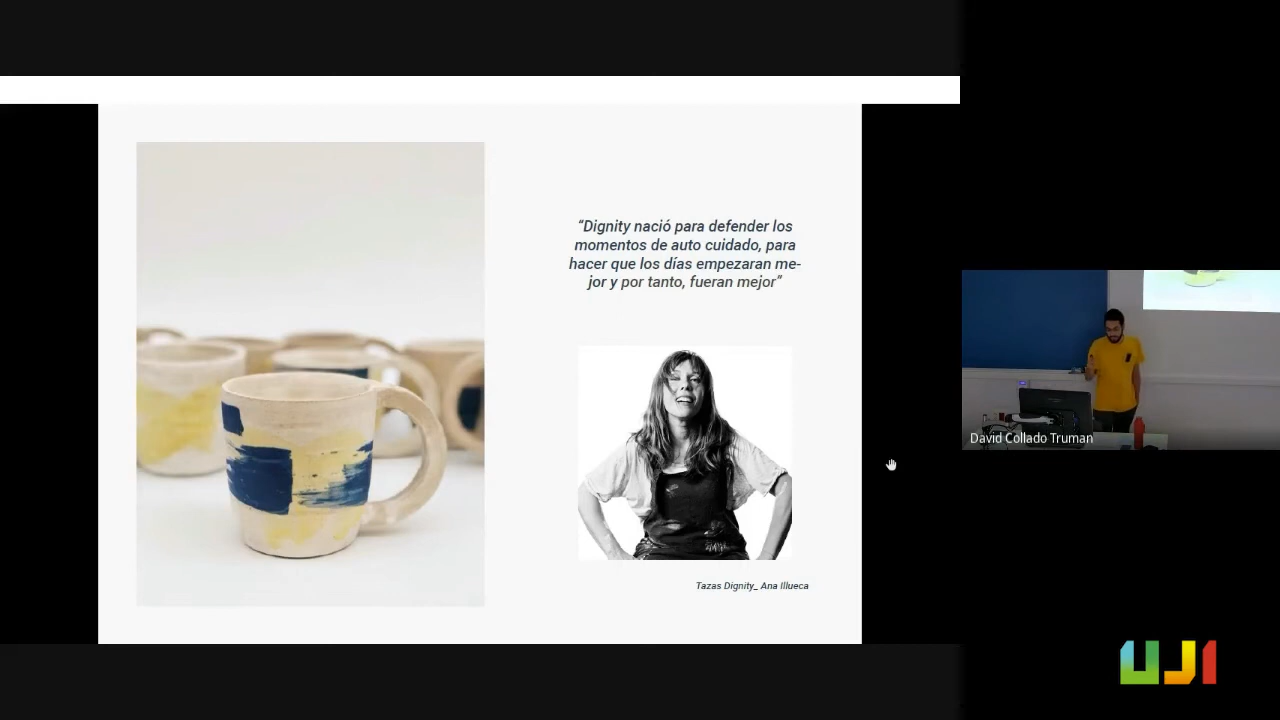 “Dignity nació para defender los
momentos de auto cuidado, para
hacer que los días empezaran me-
jor y por tanto, fueran mejor”
Tazas Dignity_ Ana Illueca
David Collado Truman
UJI